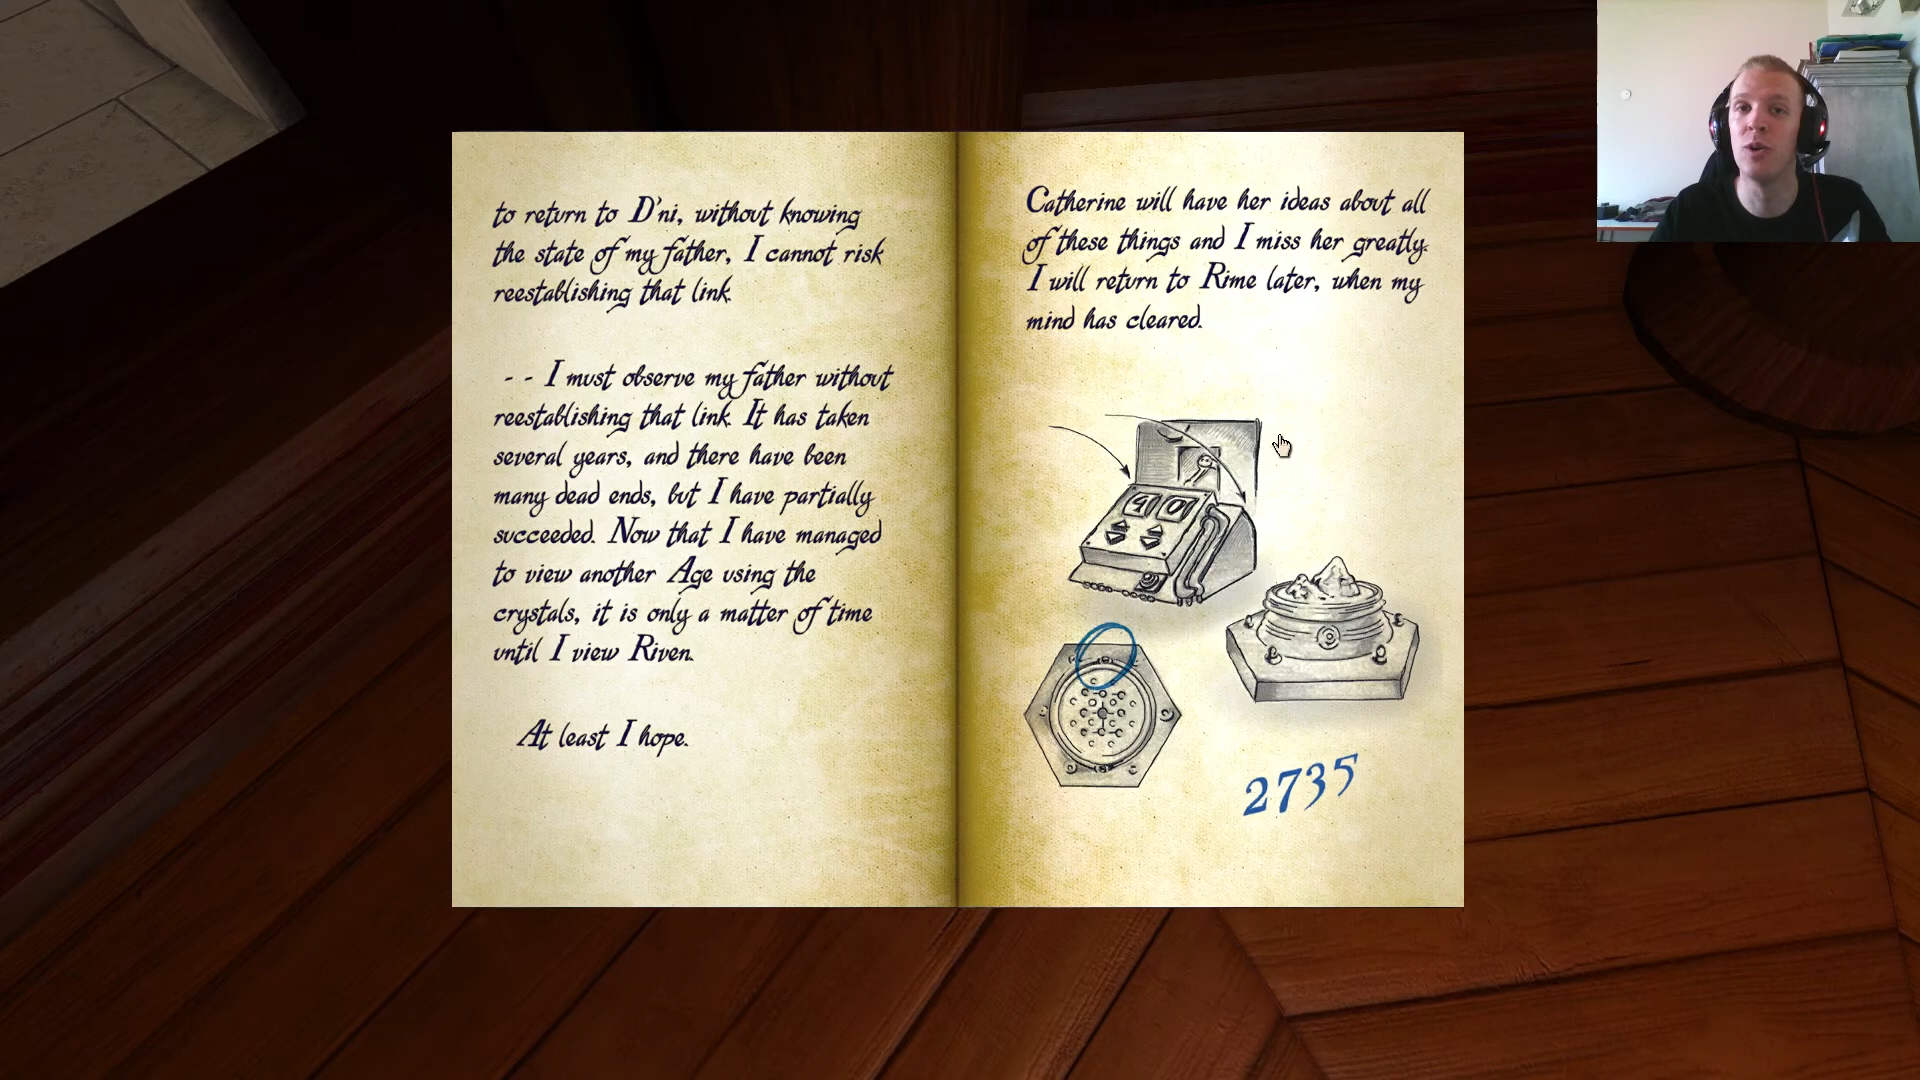 to return to D'ni, without knowing
the state of my father, I cannot risk
reestablishing that link.
- - I must observe my father without
reestablishing that link. It has taken
several years, and there have been
many dead ends, but I have partially
succeeded. Now that I have managed
to view another Age using the
crystals, it is only a matter of time
until I view Riven.
At least I hope.
Catherine will have her ideas about all
of these things and I miss her greatly.
I will return to Rime later, when my
mind has cleared.
40
2735